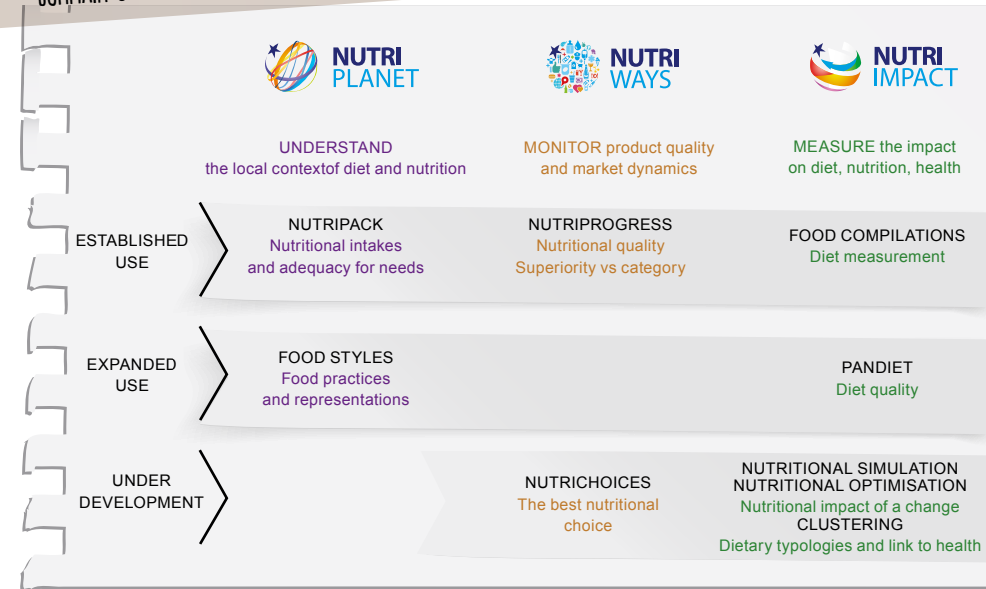 NUTRI
PLANET
NUTRI
WAYS
NUTRI
IMPACT
UNDERSTAND
the local contextof diet and nutrition
MONITOR product quality
and market dynamics
MEASURE the impact
on diet, nutrition, health
ESTABLISHED
USE
NUTRIPACK
Nutritional intakes
and adequacy for needs
NUTRIPROGRESS
Nutritional quality
Superiority vs category
FOOD COMPILATIONS
Diet measurement
EXPANDED
USE
FOOD STYLES
Food practices
and representations
PANDIET
Diet quality
UNDER
DEVELOPMENT
NUTRICHOICES
The best nutritional
choice
NUTRITIONAL SIMULATION
NUTRITIONAL OPTIMISATION
Nutritional impact of a change
CLUSTERING
Dietary typologies and link to health